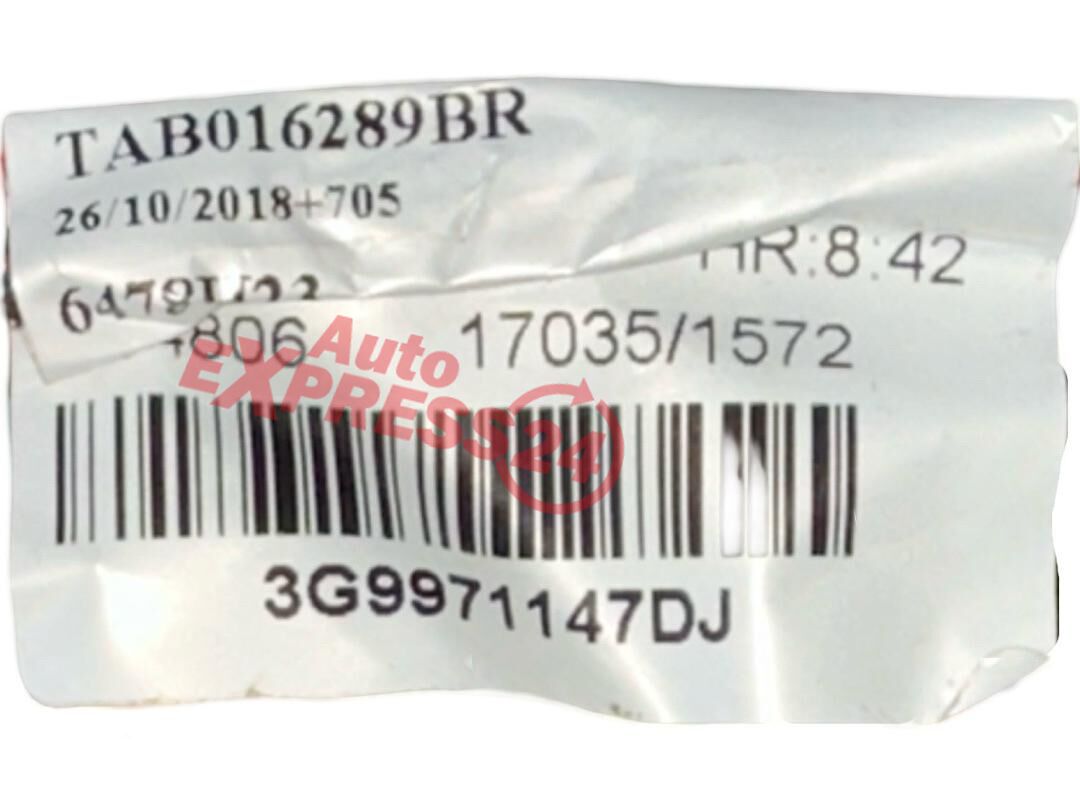 TAB016289BR
26/10/2018+705
HR:8:42
806 17035/1572
Auto
EXPRESS24
3G9971147DJ